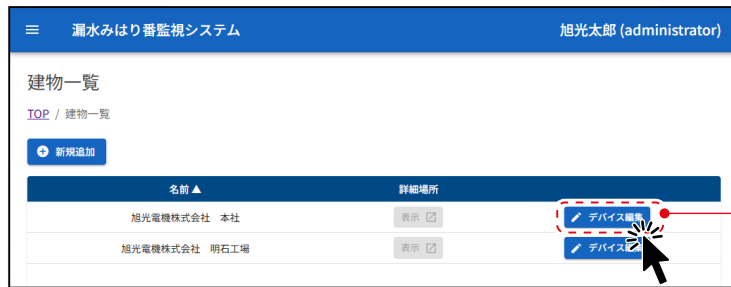 漏水みはり番監視システム 旭光太郎 (administrator)
建物一覧
TOP / 建物一覧
新規追加
名前▲ 詳細場所
旭光電機株式会社　本社 表示 デバイス編集
旭光電機株式会社　明石工場 表示 デバイス編集